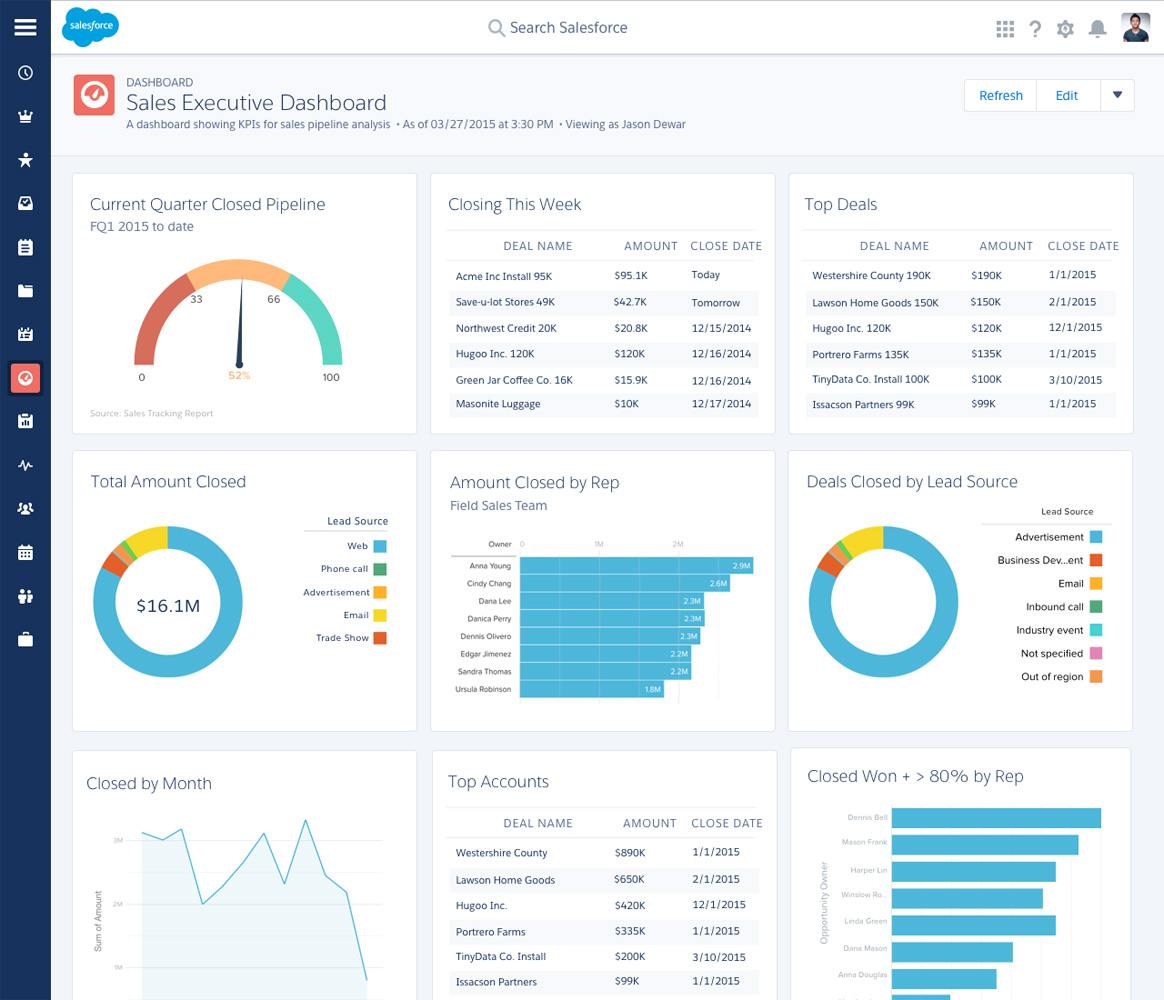 salesforce
Search Salesforce
DASHBOARD
Sales Executive Dashboard
A dashboard showing KPIs for sales pipeline analysis • As of 03/27/2015 at 3:30 PM • Viewing as Jason Dewar
Refresh
Edit
Current Quarter Closed Pipeline
FQ1 2015 to date
33
66
0
52%
100
Source: Sales Tracking Report
Closing This Week
DEAL NAME AMOUNT CLOSE DATE
Acme Inc Install 95K $95.1K Today
Save-u-lot Stores 49K $42.7K Tomorrow
Northwest Credit 20K $20.8K 12/15/2014
Hugoo Inc. 120K $120K 12/16/2014
Green Jar Coffee Co. 16K $15.9K 12/16/2014
Masonite Luggage $10K 12/17/2014
Top Deals
DEAL NAME AMOUNT CLOSE DATE
Westershire County 190K $190K 1/1/2015
Lawson Home Goods 150K $150K 2/1/2015
Hugoo Inc. 120K $120K 12/1/2015
Portrero Farms 135K $135K 1/1/2015
TinyData Co. Install 100K $100K 3/10/2015
Issacson Partners 99K $99K 1/1/2015
Total Amount Closed
$16.1M
Lead Source
Web
Phone call
Advertisement
Email
Trade Show
Amount Closed by Rep
Field Sales Team
Owner 0 1M 2M
Anna Young 2.9M
Cindy Chang 2.6M
Dana Lee 2.3M
Danica Perry 2.3M
Dennis Olivero 2.3M
Edgar Jimenez 2.2M
Sandra Thomas 2.2M
Ursula Robinson 1.8M
Deals Closed by Lead Source
Lead Source
Advertisement
Business Dev...ent
Email
Inbound call
Industry event
Not specified
Out of region
Closed by Month
3M
2M
1M
Sum of Amount
Top Accounts
DEAL NAME AMOUNT CLOSE DATE
Westershire County $890K 1/1/2015
Lawson Home Goods $650K 2/1/2015
Hugoo Inc. $420K 12/1/2015
Portrero Farms $335K 1/1/2015
TinyData Co. Install $200K 3/10/2015
Issacson Partners $99K 1/1/2015
Closed Won + > 80% by Rep
Opportunity Owner
Dennis Bell
Mason Frank
Harper Lin
Winslow Ro...
Linda Green
Dana Mason
Anna Douglas